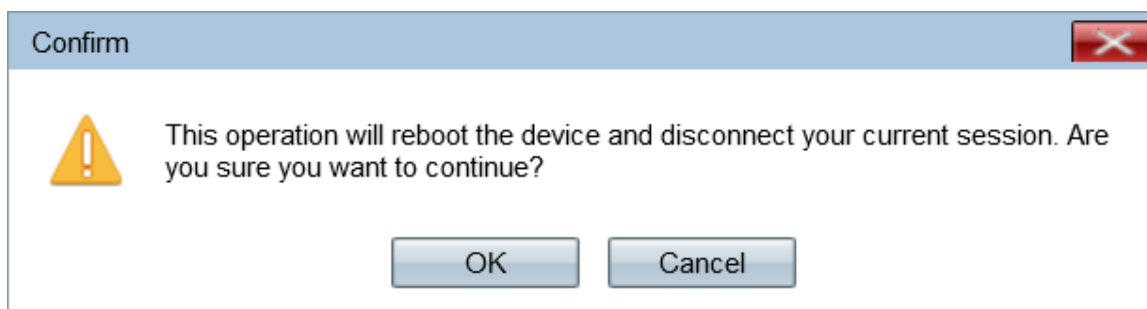 Confirm
This operation will reboot the device and disconnect your current session. Are
you sure you want to continue?
OK
Cancel